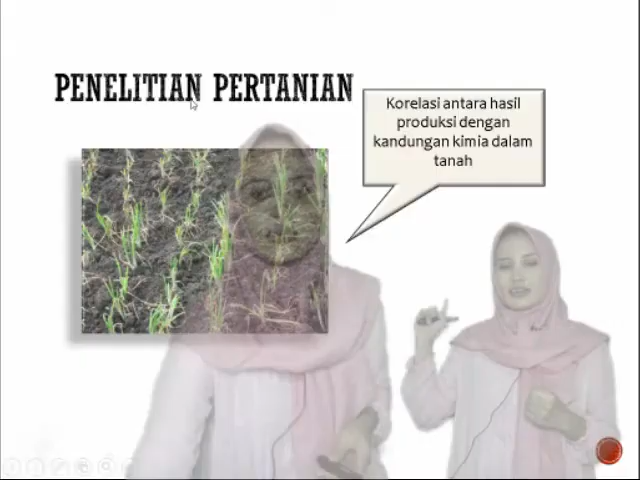 PENELITIAN PERTANIAN
Korelasi antara hasil
produksi dengan
kandungan kimia dalam
tanah